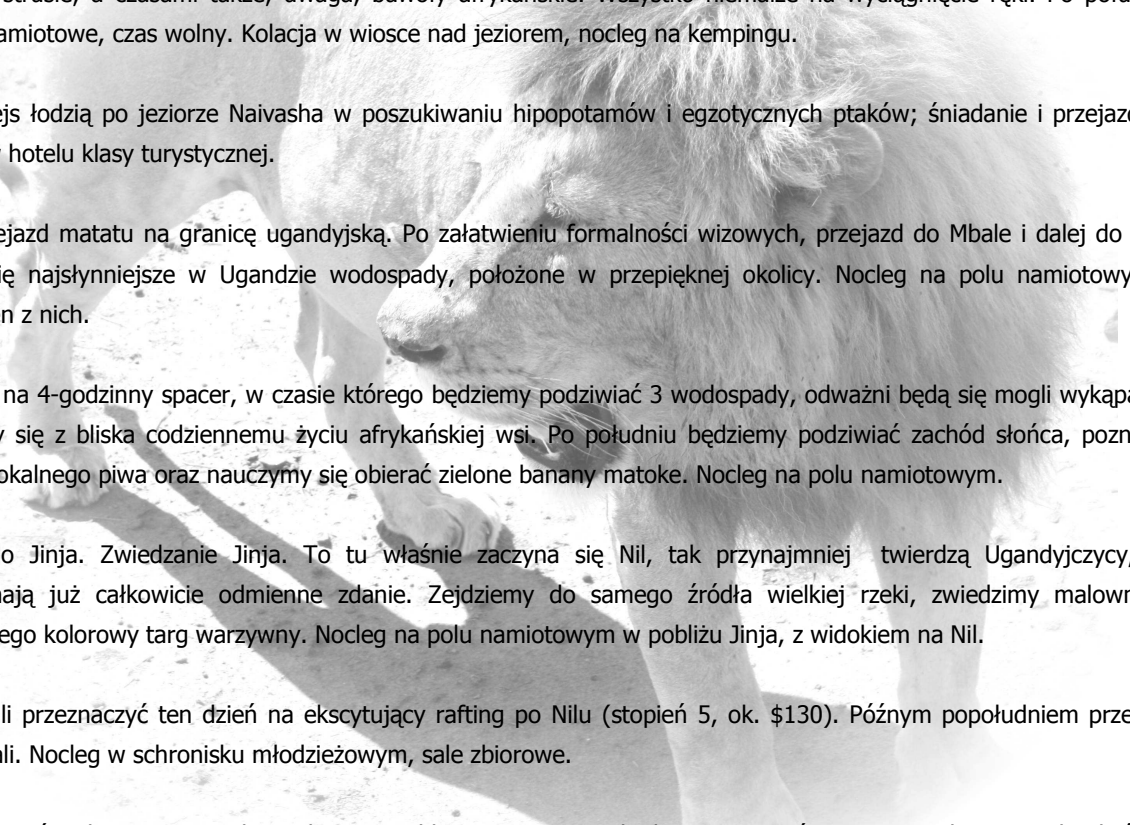 strusie, a czasami także, uwaga, bawoły afrykańskie. Wszystko niemalże na wyciągnięcie ręki. Po połu
amiotowe, czas wolny. Kolacja w wiosce nad jeziorem, nocleg na kempingu.
ejs łodzią po jeziorze Naivasha w poszukiwaniu hipopotamów i egzotycznych ptaków; śniadanie i przejazd
w hotelu klasy turystycznej.
ejazd matatu na granicę ugandyjską. Po załatwieniu formalności wizowych, przejazd do Mbale i dalej do
ię najsłynniejsze w Ugandzie wodospady, położone w przepięknej okolicy. Nocleg na polu namiotowy
en z nich.
na 4-godzinny spacer, w czasie którego będziemy podziwiać 3 wodospady, odważni będą się mogli wykąpa
y się z bliska codziennemu życiu afrykańskiej wsi. Po południu będziemy podziwiać zachód słońca, pozn
okalnego piwa oraz nauczymy się obierać zielone banany matoke. Nocleg na polu namiotowym.
o Jinja. Zwiedzanie Jinja. To tu właśnie zaczyna się Nil, tak przynajmniej twierdzą Ugandyjczycy,
nają już całkowicie odmienne zdanie. Zejdziemy do samego źródła wielkiej rzeki, zwiedzimy malown
ego kolorowy targ warzywny. Nocleg na polu namiotowym w pobliżu Jinja, z widokiem na Nil.
li przeznaczyć ten dzień na ekscytujący rafting po Nilu (stopień 5, ok. $130). Późnym popołudniem prze
li. Nocleg w schronisku młodzieżowym, sale zbiorowe.